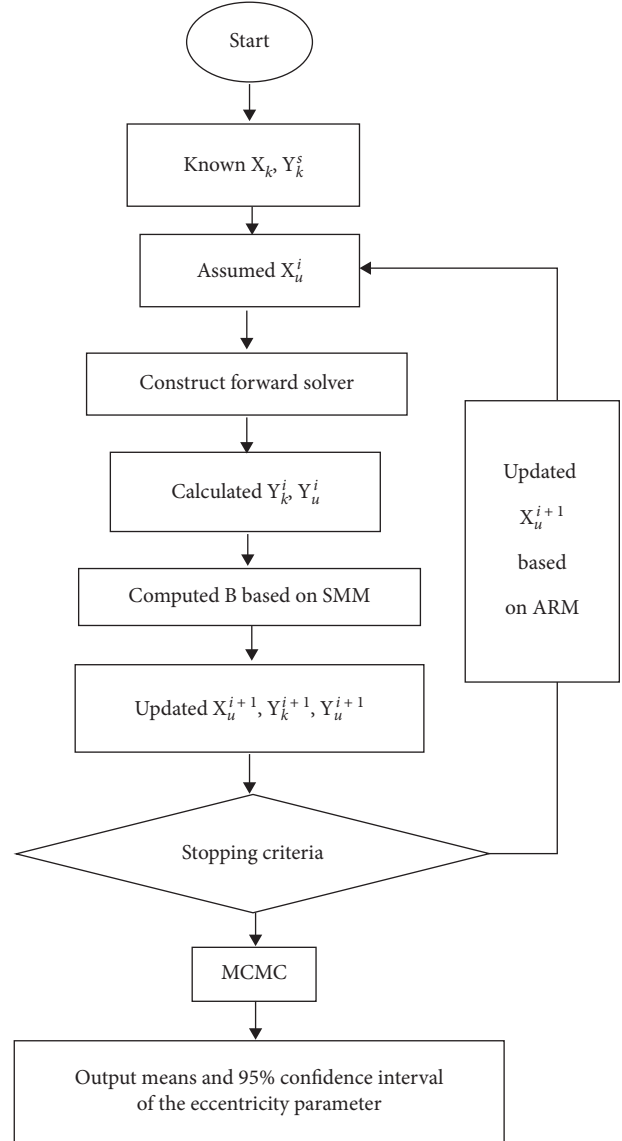 Start
Known X_k, Y_k^s
Assumed X_u^i
Construct forward solver
Calculated Y_k^i, Y_u^i
Computed B based on SMM
Updated X_u^{i+1}, Y_k^{i+1}, Y_u^{i+1}
Stopping criteria
Updated
X_u^{i+1}
based
on ARM
MCMC
Output means and 95% confidence interval
of the eccentricity parameter